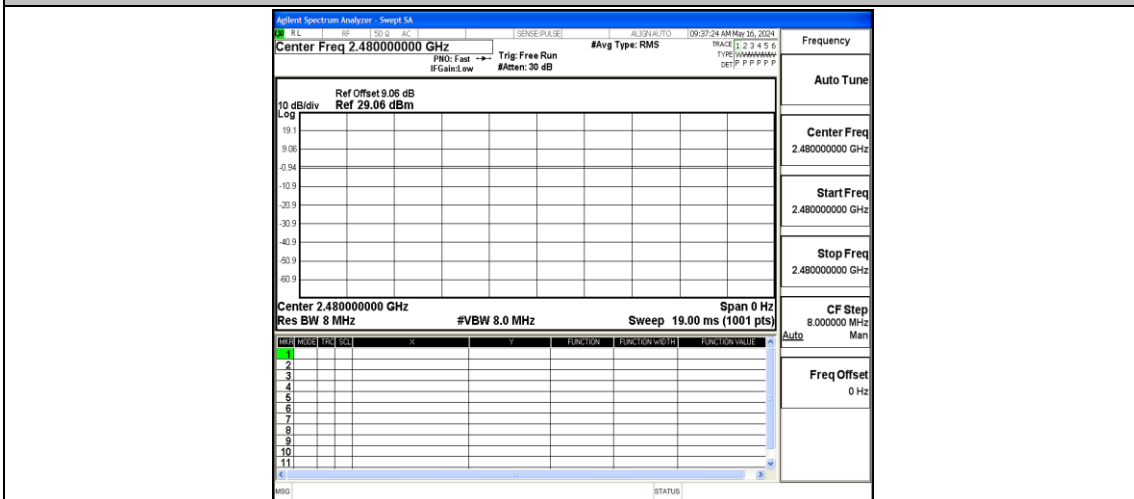 Agilent Spectrum Analyzer - Swept SA
RL RF 50 Ω AC SENSE:PULSE ALIGN AUTO 09:37:24 AM May 16, 2024
Center Freq 2.480000000 GHz #Avg Type: RMS TRACE 1 2 3 4 5 6
PNO: Fast Trig: Free Run TYPE WWWWWW
IFGain:Low #Atten: 30 dB DET P P P P P P
Ref Offset 9.06 dB
10 dB/div Ref 29.06 dBm
Log
19.1
9.06
-0.94
-10.9
-20.9
-30.9
-40.9
-50.9
-60.9
Center 2.480000000 GHz Span 0 Hz
Res BW 8 MHz #VBW 8.0 MHz Sweep 19.00 ms (1001 pts)
MKR MODE TRC SCL X Y FUNCTION FUNCTION WIDTH FUNCTION VALUE
1
2
3
4
5
6
7
8
9
10
11
MSG STATUS
Frequency
Auto Tune
Center Freq
2.480000000 GHz
Start Freq
2.480000000 GHz
Stop Freq
2.480000000 GHz
CF Step
8.000000 MHz
Auto Man
Freq Offset
0 Hz